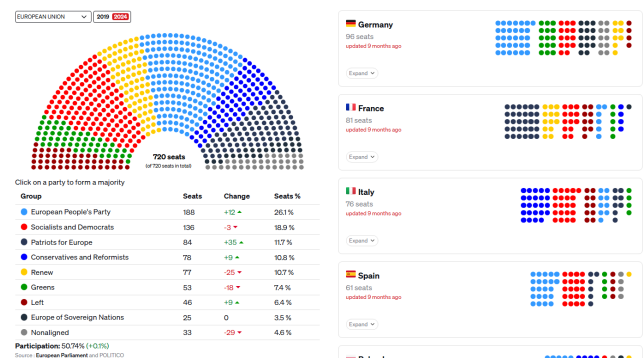 EUROPEAN UNION
2019 2024
720 seats
(of 720 seats in total)
Click on a party to form a majority
Group Seats Change Seats %
European People's Party 188 +12 26.1 %
Socialists and Democrats 136 -3 18.9 %
Patriots for Europe 84 +35 11.7 %
Conservatives and Reformists 78 +9 10.8 %
Renew 77 -25 10.7 %
Greens 53 -18 7.4 %
Left 46 +9 6.4 %
Europe of Sovereign Nations 25 0 3.5 %
Nonaligned 33 -29 4.6 %
Participation: 50.74% (+0.1%)
Source : European Parliament and POLITICO
Germany
96 seats
updated 9 months ago
Expand
France
81 seats
updated 9 months ago
Expand
Italy
76 seats
updated 9 months ago
Expand
Spain
61 seats
updated 9 months ago
Expand